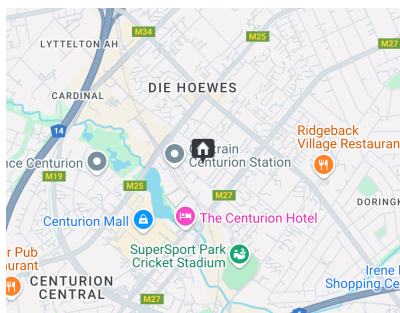 M34
M25
LYTTELTON AH
M27
DIE HOEWES
CARDINAL
14
Ridgeback
Village Restaurant
Centurion Station
nce Centurion
M19
M25
M27
DORINGK
Centurion Mall
The Centurion Hotel
SuperSport Park
Cricket Stadium
r Pub
aurant
Irene
Shopping Ce
CENTURION
CENTRAL
M27